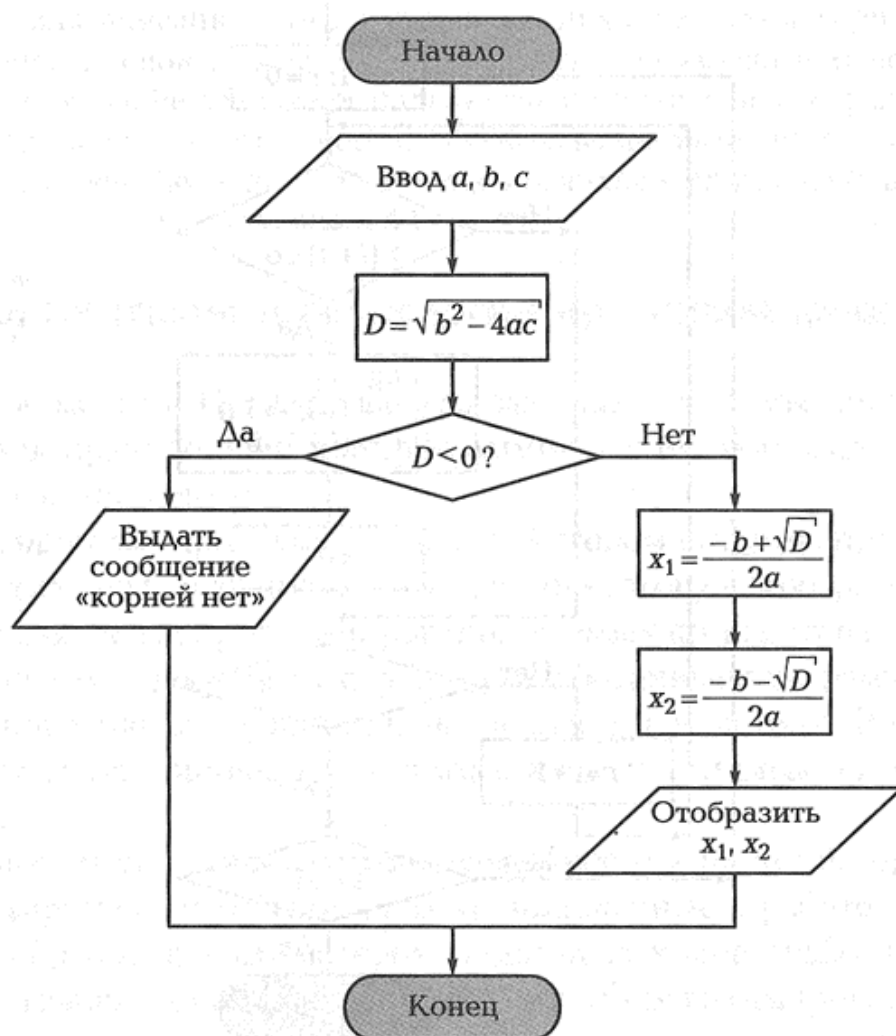 Начало
Ввод a, b, c
D = √b² − 4ac
Да
D < 0 ?
Нет
Выдать
сообщение
«корней нет»
x₁ = −b + √D / 2a
x₂ = −b − √D / 2a
Отобразить
x₁, x₂
Конец